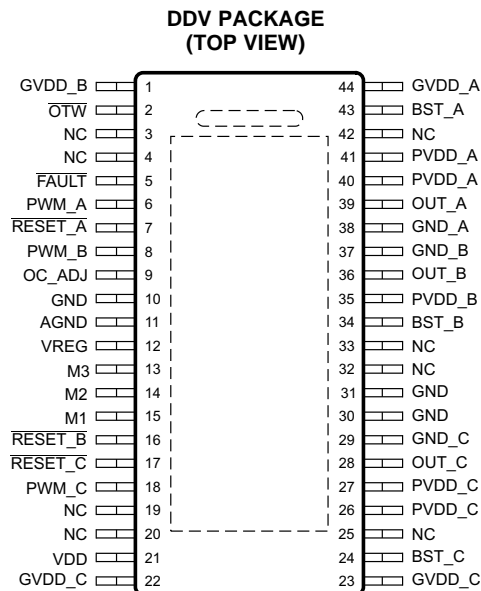 DDV PACKAGE
(TOP VIEW)
GVDD_B 1 44 GVDD_A
OTW 2 43 BST_A
NC 3 42 NC
NC 4 41 PVDD_A
FAULT 5 40 PVDD_A
PWM_A 6 39 OUT_A
RESET_A 7 38 GND_A
PWM_B 8 37 GND_B
OC_ADJ 9 36 OUT_B
GND 10 35 PVDD_B
AGND 11 34 BST_B
VREG 12 33 NC
M3 13 32 NC
M2 14 31 GND
M1 15 30 GND
RESET_B 16 29 GND_C
RESET_C 17 28 OUT_C
PWM_C 18 27 PVDD_C
NC 19 26 PVDD_C
NC 20 25 NC
VDD 21 24 BST_C
GVDD_C 22 23 GVDD_C